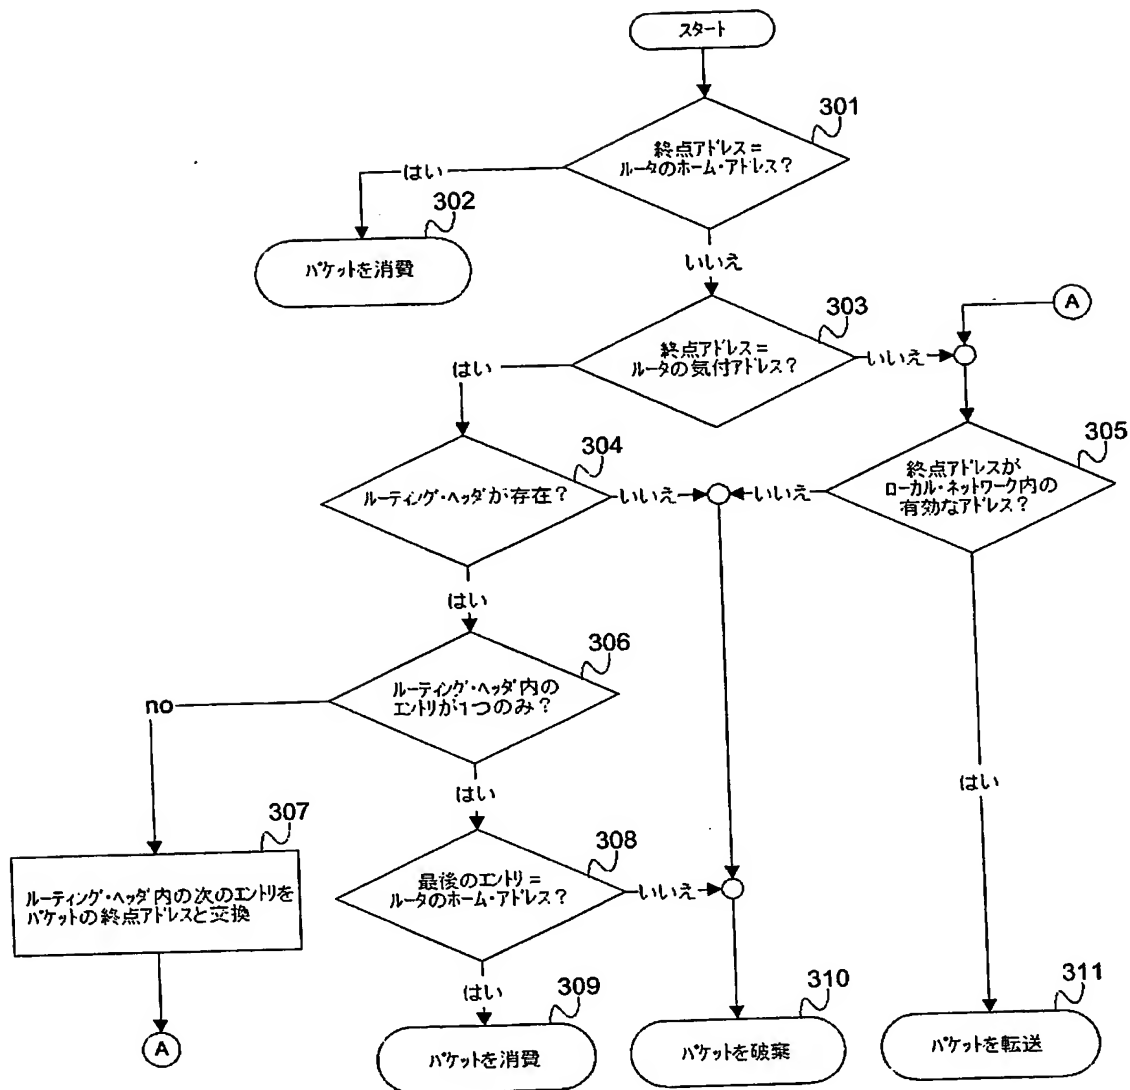 スタート
301
終点アドレス=
ルータのホーム・アドレス?
はい
302
パケットを消費
いいえ
A
303
終点アドレス=
ルータの気付アドレス?
いいえ
はい
304
ルーティング・ヘッダが存在?
いいえ
いいえ
305
終点アドレスが
ローカル・ネットワーク内の
有効なアドレス?
はい
306
ルーティング・ヘッダ内の
エントリが1つのみ?
no
はい
はい
307
ルーティング・ヘッダ内の次のエントリを
パケットの終点アドレスと交換
308
最後のエントリ=
ルータのホーム・アドレス?
いいえ
はい
A
309
パケットを消費
310
パケットを破棄
311
パケットを転送